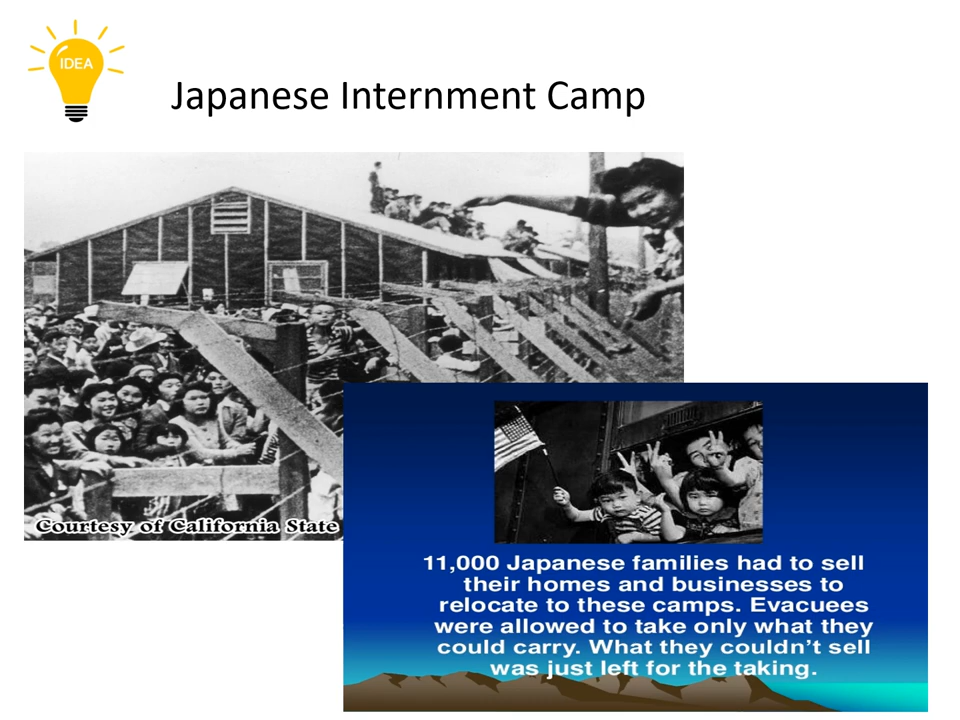 IDEA
Japanese Internment Camp
Courtesy of California State
11,000 Japanese families had to sell
their homes and businesses to
relocate to these camps. Evacuees
were allowed to take only what they
could carry. What they couldn't sell
was just left for the taking.